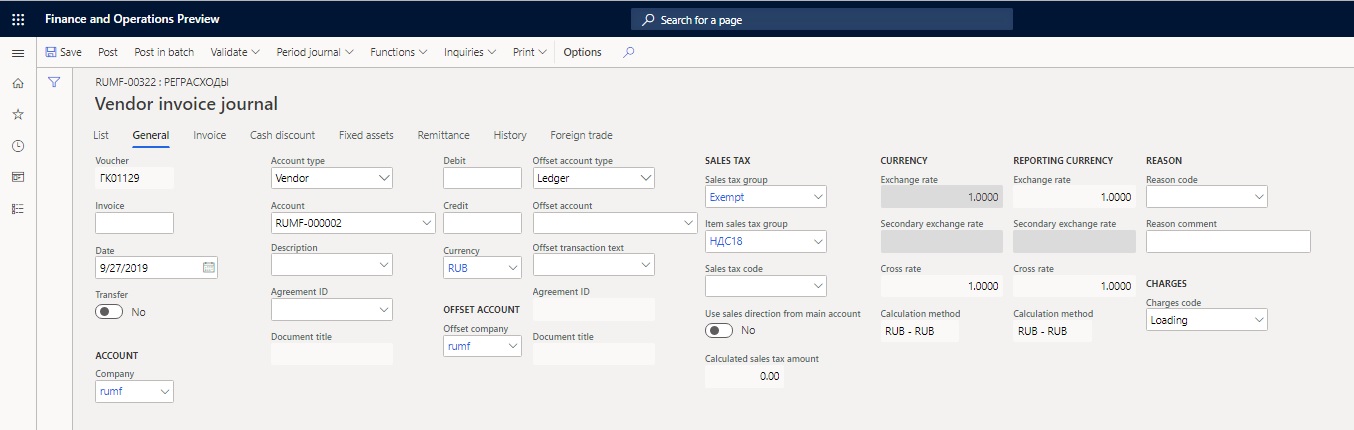 Finance and Operations Preview
Search for a page
Save Post Post in batch Validate Period journal Functions Inquiries Print Options
RUMF-00322 : РЕГРАСХОДЫ
Vendor invoice journal
List General Invoice Cash discount Fixed assets Remittance History Foreign trade
Voucher
ГК01129
Invoice
Date
9/27/2019
Transfer
No
ACCOUNT
Company
rumf
Account type
Vendor
Account
RUMF-000002
Description
Agreement ID
Document title
Debit
Credit
Currency
RUB
OFFSET ACCOUNT
Offset company
rumf
Offset account type
Ledger
Offset account
Offset transaction text
Agreement ID
Document title
SALES TAX
Sales tax group
Exempt
Item sales tax group
НДС18
Sales tax code
Use sales direction from main account
No
Calculated sales tax amount
0.00
CURRENCY
Exchange rate
1.0000
Secondary exchange rate
Cross rate
1.0000
Calculation method
RUB - RUB
REPORTING CURRENCY
Exchange rate
1.0000
Secondary exchange rate
Cross rate
1.0000
Calculation method
RUB - RUB
REASON
Reason code
Reason comment
CHARGES
Charges code
Loading